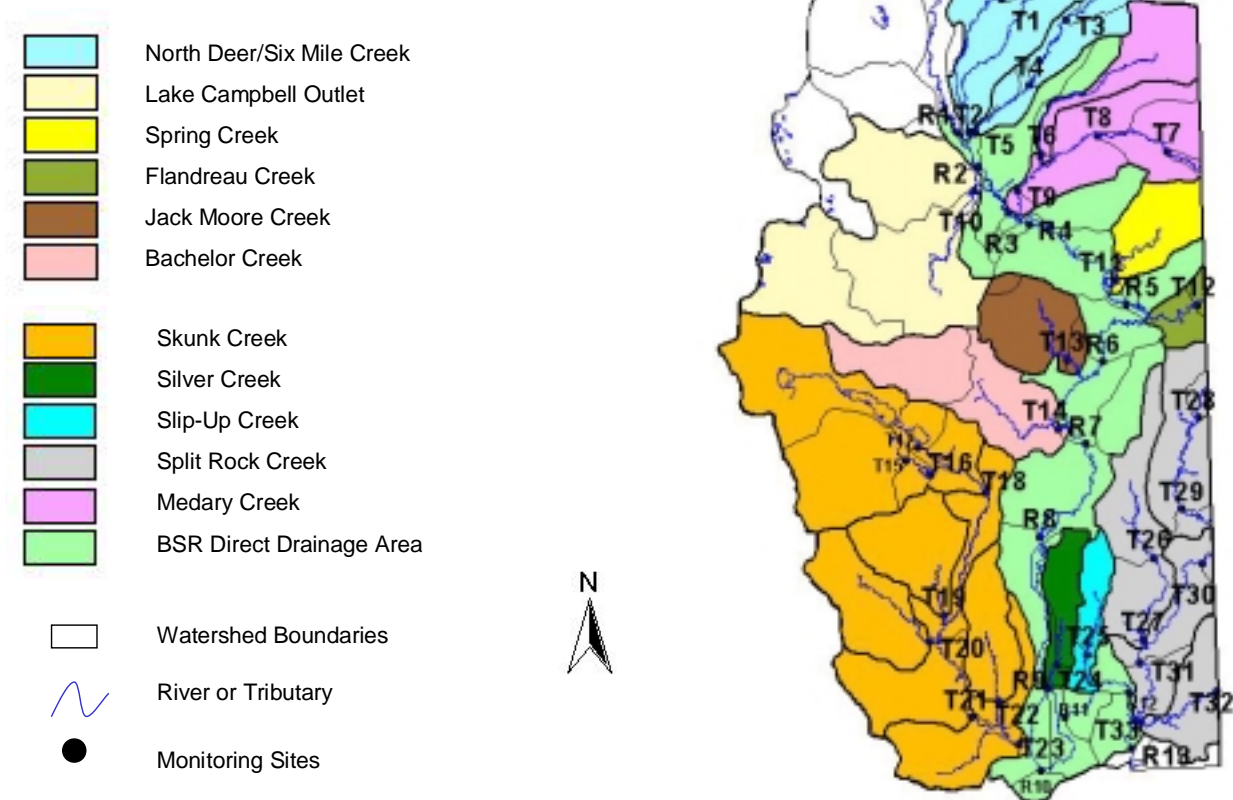 North Deer/Six Mile Creek
Lake Campbell Outlet
Spring Creek
Flandreau Creek
Jack Moore Creek
Bachelor Creek
Skunk Creek
Silver Creek
Slip-Up Creek
Split Rock Creek
Medary Creek
BSR Direct Drainage Area
Watershed Boundaries
River or Tributary
Monitoring Sites
N
T1
T3
T4
R1
T2
T5
T6
T8
T7
R2
T9
T10
R4
R3
T11
R5
T12
T13
R6
T28
T14
R7
T15
T16
T18
T29
R8
T26
T30
T19
T27
T20
T25
R9
T24
T31
T21
T22
R11
T32
T33
T23
R13
R10